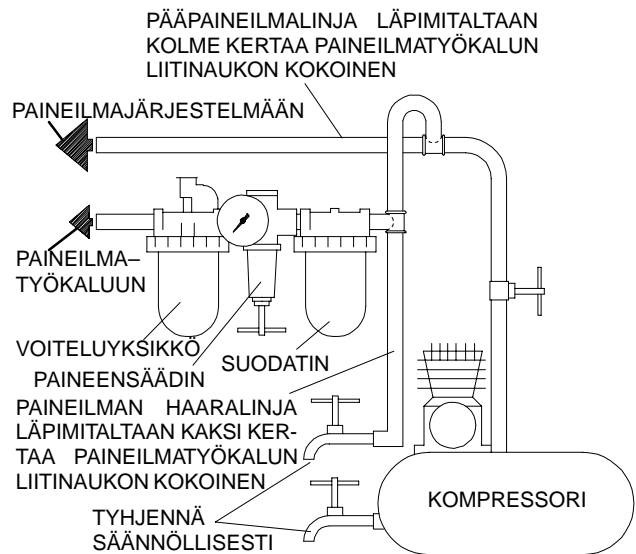 PÄÄPAINEILMALINJA LÄPIMITALTAAN
KOLME KERTAA PAINEILMATYÖKALUN
LIITINAUKON KOKOINEN
PAINEILMAJÄRJESTELMÄÄN
PAINEILMA–
TYÖKALUUN
VOITELUYKSIKKÖ
SUODATIN
PAINEENSÄÄDIN
PAINEILMAN HAARALINJA
LÄPIMITALTAAN KAKSI KER-
TAA PAINEILMATYÖKALUN
LIITINAUKON KOKOINEN
KOMPRESSORI
TYHJENNÄ
SÄÄNNÖLLISESTI